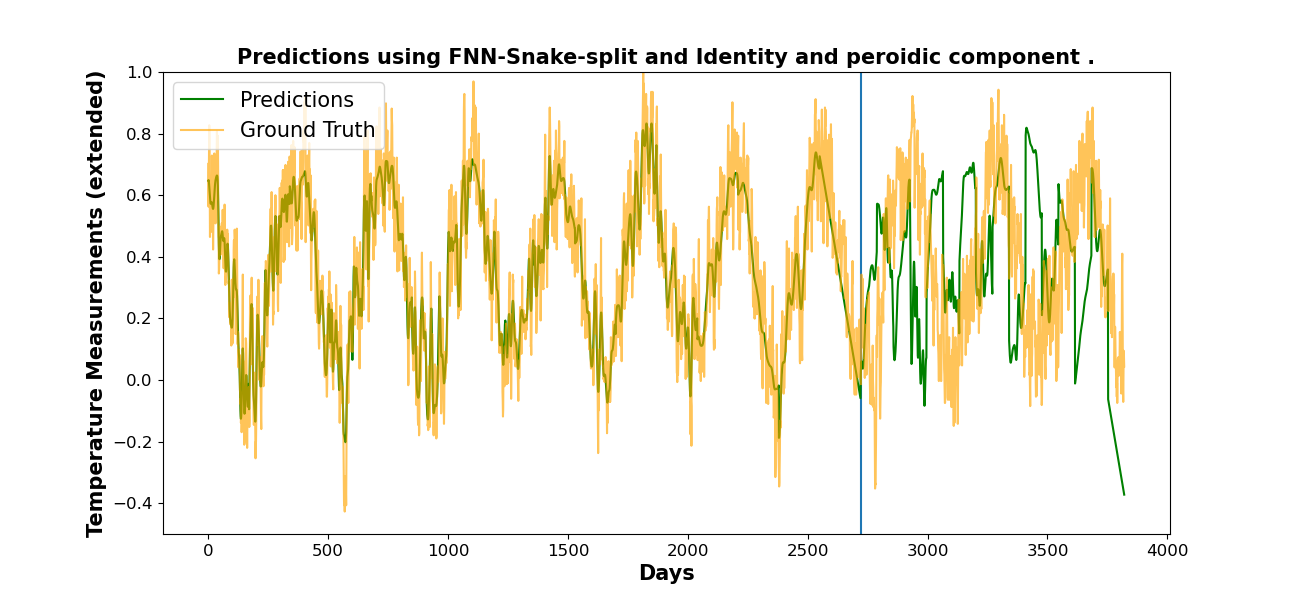 Predictions using FNN-Snake-split and Identity and peroidic component .
Predictions
Ground Truth
Temperature Measurements (extended)
1.0
0.8
0.6
0.4
0.2
0.0
−0.2
−0.4
0 500 1000 1500 2000 2500 3000 3500 4000
Days